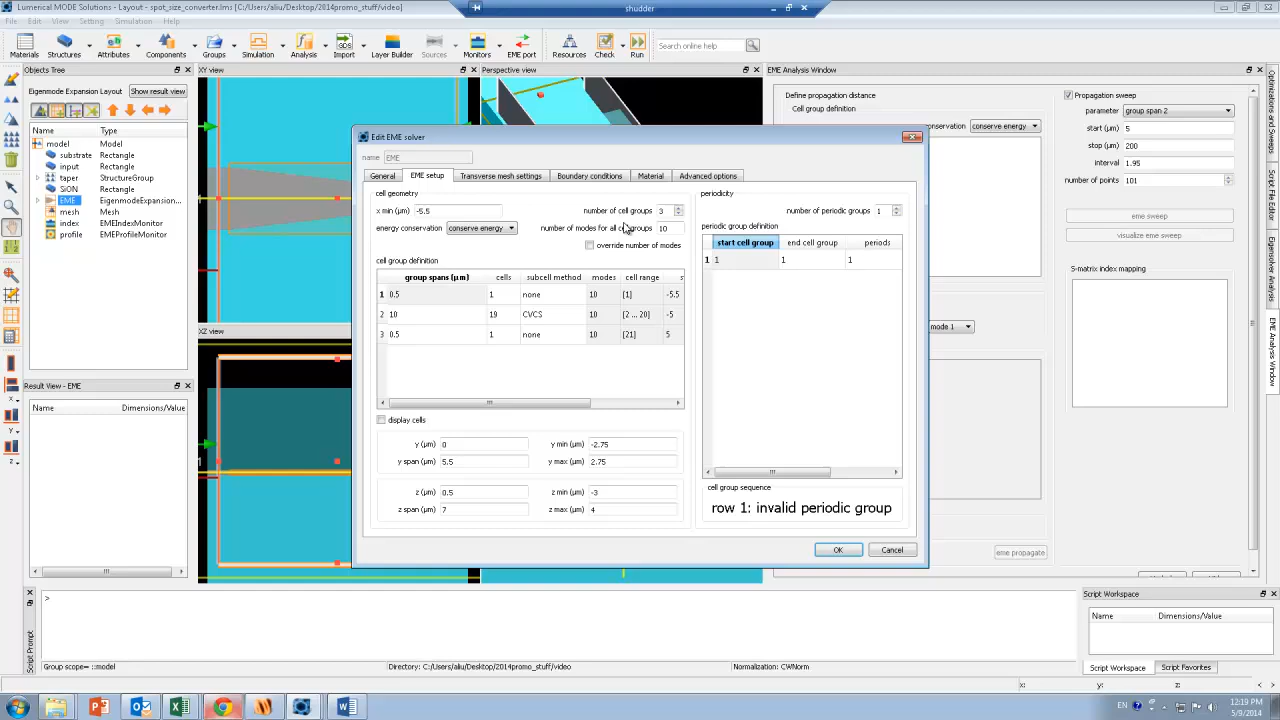 Lumerical MODE Solutions - Layout - spot_size_converter.lms [C:/Users/aliu/Desktop/2014promo_stuff/video]
shudder
File Edit View Setting Simulation Help
Materials Structures Attributes Components Groups Simulation Analysis Import Layer Builder Sources Monitors EME port Resources Check Run
Search online help
Objects Tree
XY view
Perspective view
EME Analysis Window
Eigenmode Expansion Layout
Show result view
Name Type
model Model
substrate Rectangle
input Rectangle
taper StructureGroup
SiON Rectangle
EME EigenmodeExpansion...
mesh Mesh
index EMEIndexMonitor
profile EMEProfileMonitor
XZ view
Result View - EME
Name Dimensions/Value
Edit EME solver
name EME
General
EME setup
Transverse mesh settings
Boundary conditions
Material
Advanced options
cell geometry
x min (μm) -5.5
number of cell groups 3
energy conservation conserve energy
number of modes for all cell groups 10
override number of modes
cell group definition
group spans (μm) cells subcell method modes cell range s
1 0.5 1 none 10 [1] -5.5
2 10 19 CVCS 10 [2 ... 20] -5
3 0.5 1 none 10 [21] 5
display cells
y (μm) 0 y min (μm) -2.75
y span (μm) 5.5 y max (μm) 2.75
z (μm) 0.5 z min (μm) -3
z span (μm) 7 z max (μm) 4
periodicity
number of periodic groups 1
periodic group definition
start cell group end cell group periods
1 1 1 1
cell group sequence
row 1: invalid periodic group
OK
Cancel
Define propagation distance
Cell group definition
conserve energy
mode 1
eme propagate
Propagation sweep
parameter group span 2
start (μm) 5
stop (μm) 200
interval 1.95
number of points 101
eme sweep
visualize eme sweep
S-matrix index mapping
Optimizations and Sweeps
Script File Editor
Component Library
EME Analysis Window
Script Prompt
>
Script Workspace
Name Dimensions/Value
Script Workspace
Script Favorites
Group scope= ::model
Directory: C:/Users/aliu/Desktop/2014promo_stuff/video
Normalization: CWNorm
x: y: z:
EN
12:19 PM
5/9/2014